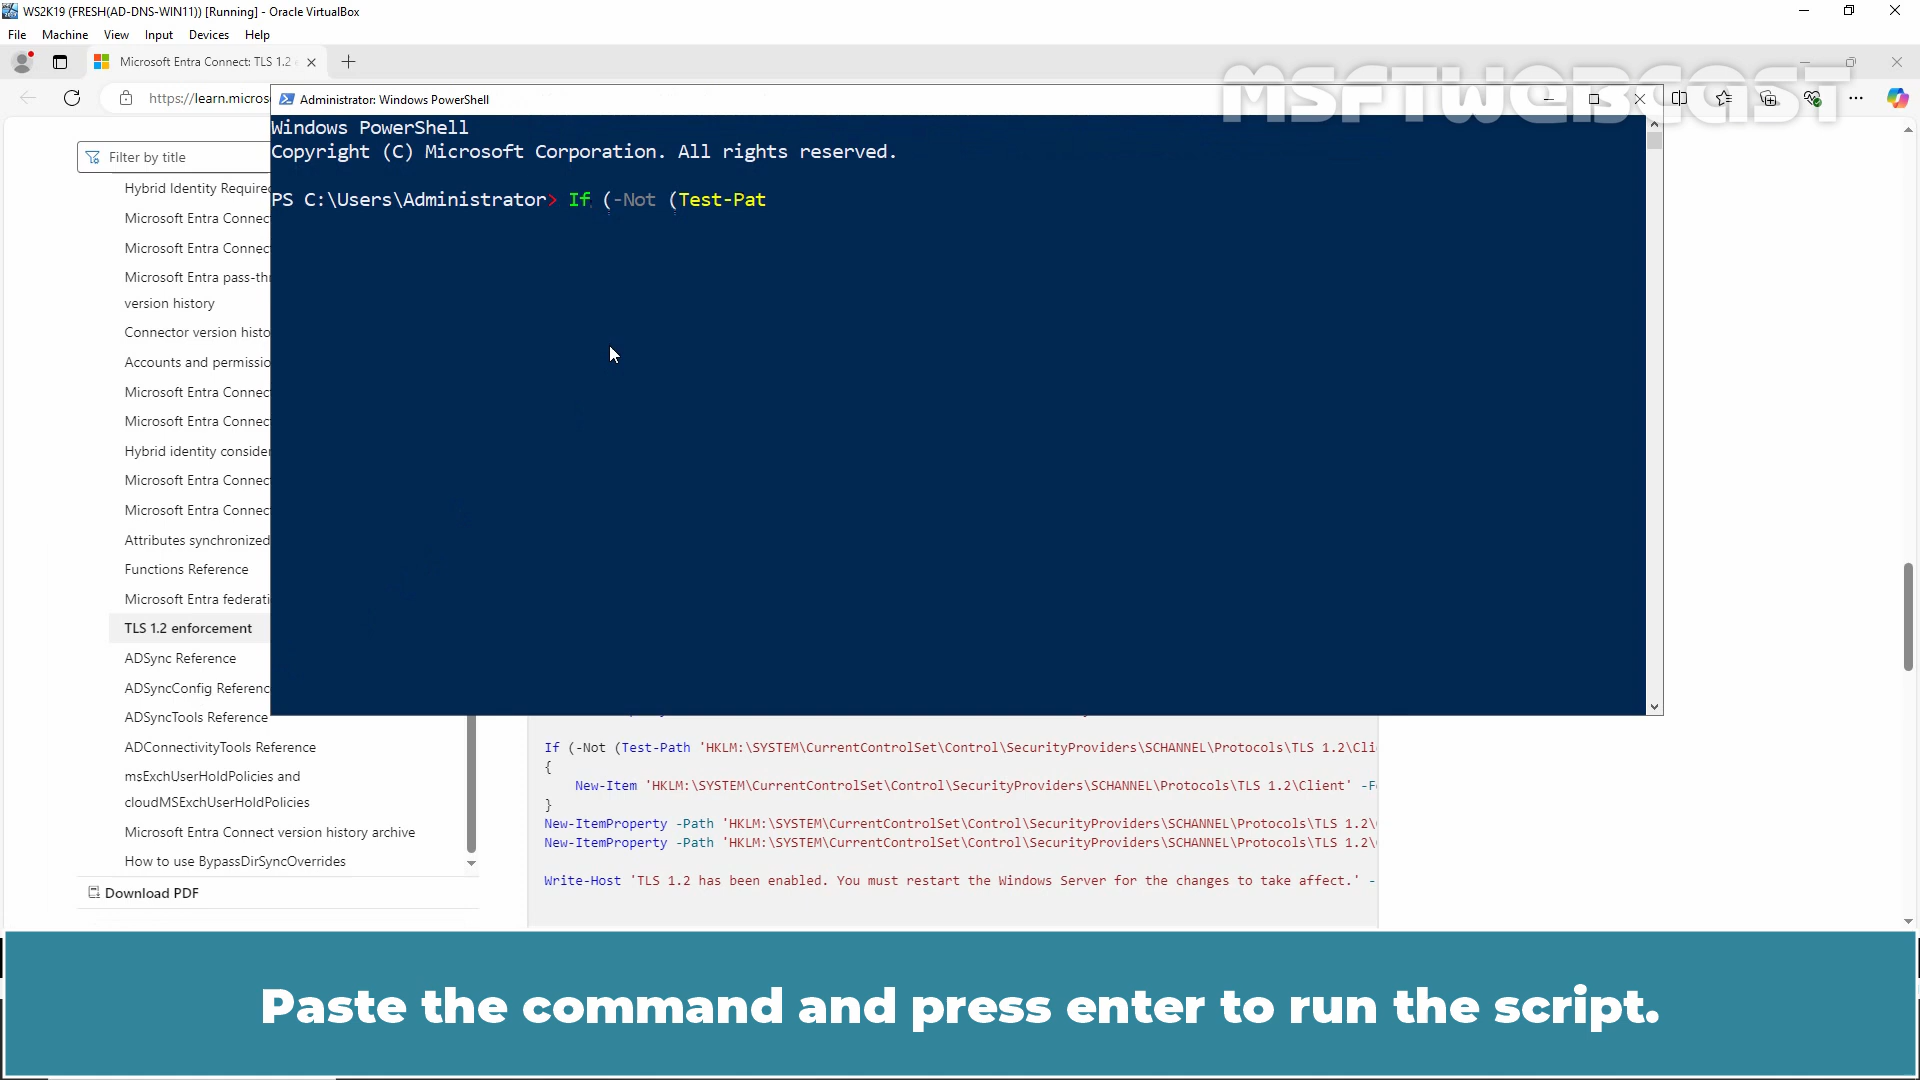 WS2K19 (FRESH(AD-DNS-WIN11)) [Running] - Oracle VirtualBox
File Machine View Input Devices Help
Microsoft Entra Connect: TLS 1.2
https://learn.micros
MSFTWEBCAST
Administrator: Windows PowerShell
Windows PowerShell
Copyright (C) Microsoft Corporation. All rights reserved.
PS C:\Users\Administrator> If (-Not (Test-Pat
Filter by title
Hybrid Identity Require
Microsoft Entra Connec
Microsoft Entra Connec
Microsoft Entra pass-thr
version history
Connector version histo
Accounts and permissio
Microsoft Entra Connec
Microsoft Entra Connec
Hybrid identity consider
Microsoft Entra Connec
Microsoft Entra Connec
Attributes synchronized
Functions Reference
Microsoft Entra federati
TLS 1.2 enforcement
ADSync Reference
ADSyncConfig Referenc
ADSyncTools Reference
ADConnectivityTools Reference
msExchUserHoldPolicies and
cloudMSExchUserHoldPolicies
Microsoft Entra Connect version history archive
How to use BypassDirSyncOverrides
Download PDF
If (-Not (Test-Path 'HKLM:\SYSTEM\CurrentControlSet\Control\SecurityProviders\SCHANNEL\Protocols\TLS 1.2\Cli
{
New-Item 'HKLM:\SYSTEM\CurrentControlSet\Control\SecurityProviders\SCHANNEL\Protocols\TLS 1.2\Client' -F
}
New-ItemProperty -Path 'HKLM:\SYSTEM\CurrentControlSet\Control\SecurityProviders\SCHANNEL\Protocols\TLS 1.2\
New-ItemProperty -Path 'HKLM:\SYSTEM\CurrentControlSet\Control\SecurityProviders\SCHANNEL\Protocols\TLS 1.2\
Write-Host 'TLS 1.2 has been enabled. You must restart the Windows Server for the changes to take affect.' -
Paste the command and press enter to run the script.